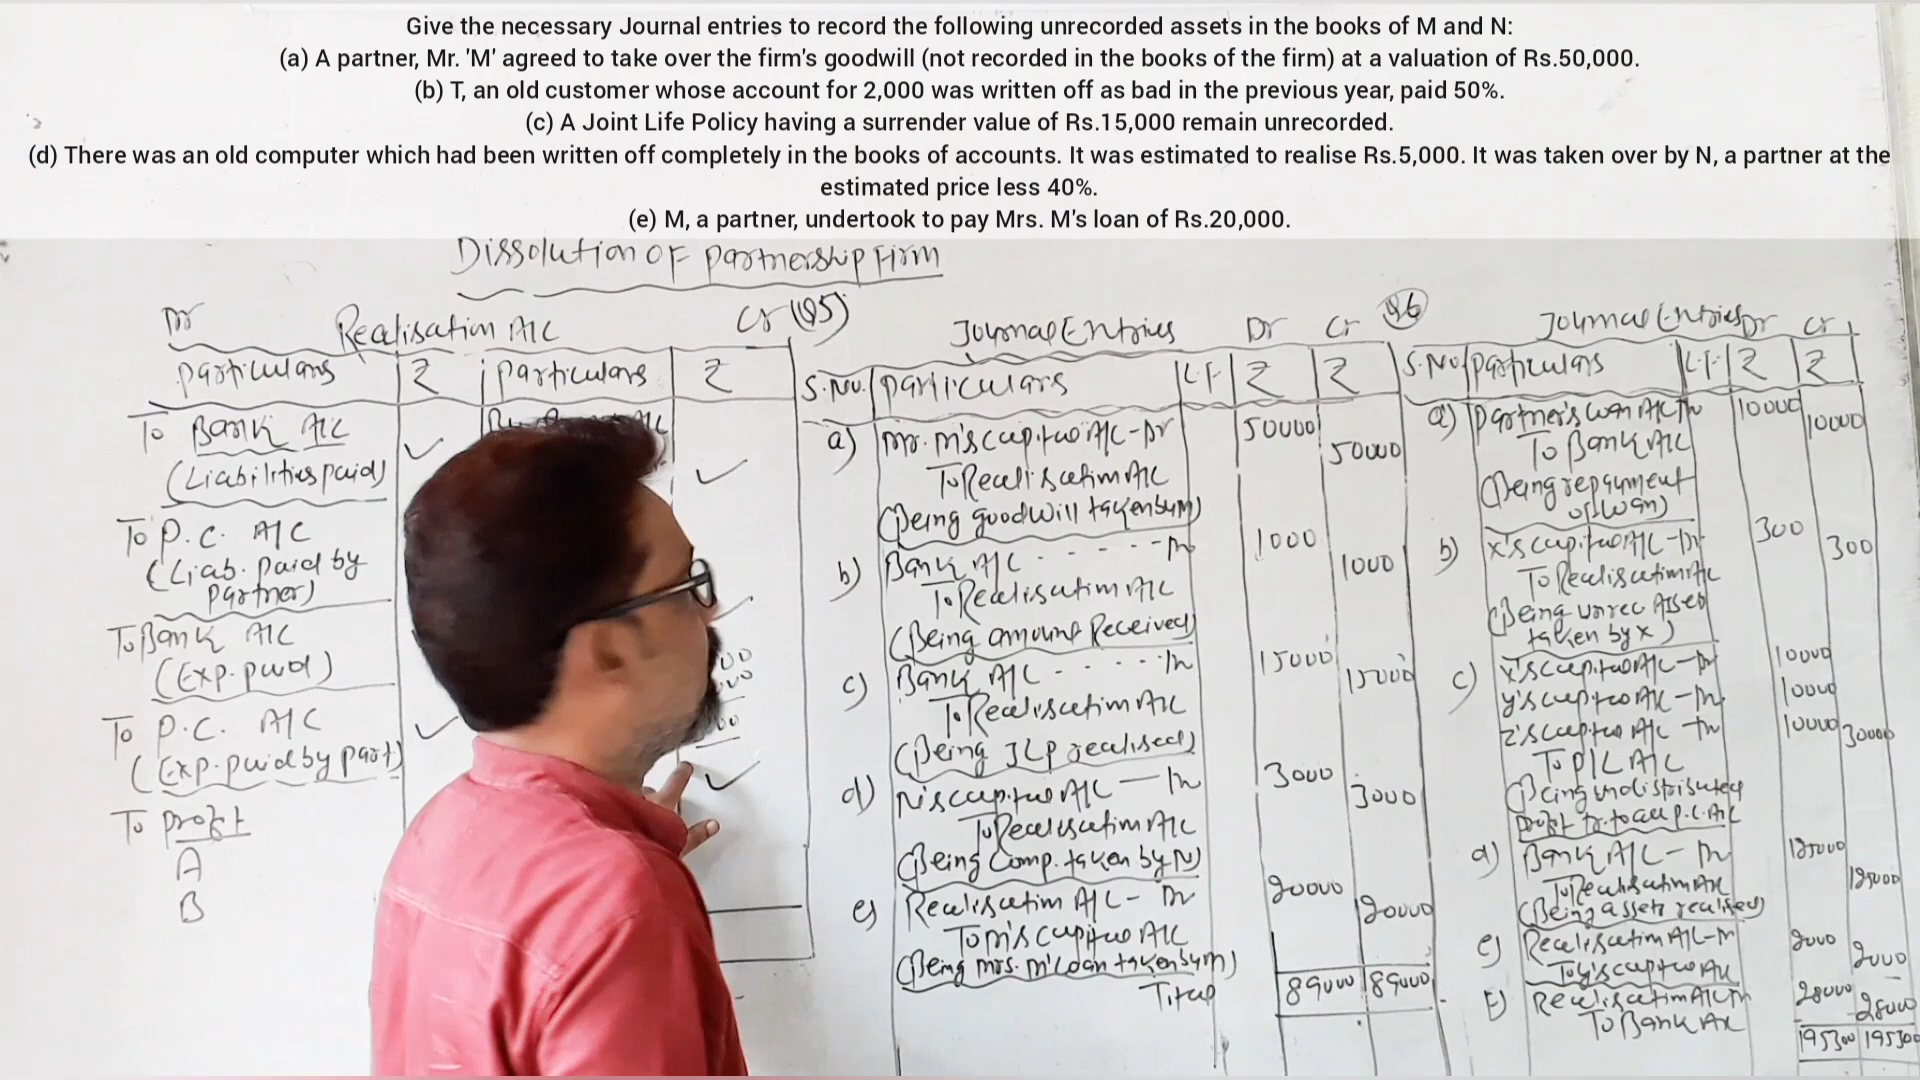 Give the necessary Journal entries to record the following unrecorded assets in the books of M and N:
(a) A partner, Mr. 'M' agreed to take over the firm's goodwill (not recorded in the books of the firm) at a valuation of Rs.50,000.
(b) T, an old customer whose account for 2,000 was written off as bad in the previous year, paid 50%.
(c) A Joint Life Policy having a surrender value of Rs.15,000 remain unrecorded.
(d) There was an old computer which had been written off completely in the books of accounts. It was estimated to realise Rs.5,000. It was taken over by N, a partner at the
estimated price less 40%.
(e) M, a partner, undertook to pay Mrs. M's loan of Rs.20,000.
Dissolution OF partnership Firm
Dr Realisation A/C Cr
particulars ₹ particulars ₹
To Bank A/C
(Liabilities paid)
To P.C. A/C
(Liab. paid by
partner)
To Bank A/C
(Exp. paid)
To P.C. A/C
(Exp. paid by part)
To profit
A
B
(Q5) Journal Entries Dr Cr
S.No. particulars L.F. ₹ ₹
a) Mr. M's capital A/C - Dr 50000
To Realisation A/C 50000
(Being goodwill taken by M)
b) Bank A/C - - - - - Dr 1000
To Realisation A/C 1000
(Being amount Received)
c) Bank A/C - - - - - Dr 15000
To Realisation A/C 15000
(Being JLP realised)
d) N's capital A/C — Dr 3000
To Realisation A/C 3000
(Being Comp. taken by N)
e) Realisation A/C - Dr 20000
To M's capital A/C 20000
(Being Mrs. M' Loan taken by M)
Total 89000 89000
Q6 Journal Entries Dr Cr
S.No particulars L.F. ₹ ₹
a) Partner's Loan A/C Dr 10000
To Bank A/C 10000
(Being repayment
of loan)
b) X's capital A/C - Dr 300
To Realisation A/C 300
(Being unrec Asset
taken by X)
c) X's capital A/C - Dr 10000
Y's capital A/C - Dr 10000
Z's capital A/C Dr 10000
To P/L A/C 30000
(Being undistributed
profit tr. to all P.C. A/C
d) Bank A/C - Dr 125000
To Realisation A/C 125000
(Being assets realised)
e) Realisation A/C - Dr 2000
To Y's capital A/C 2000
F) Realisation A/C Dr 28000
To Bank A/C 28000
195300 195300